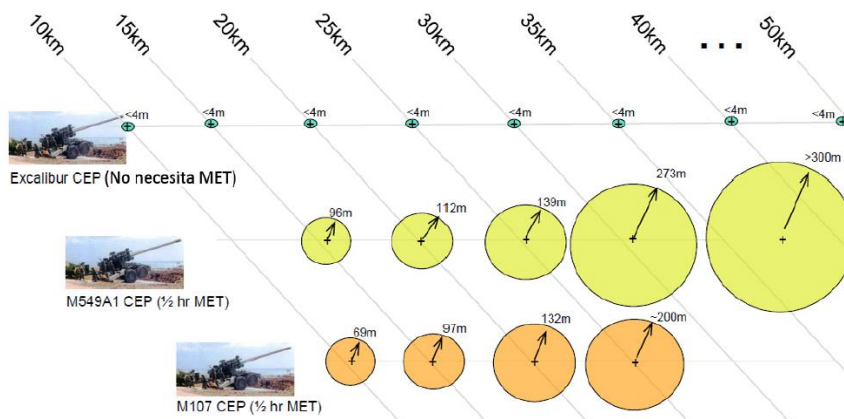 10km
15km
20km
25km
30km
35km
40km
...
50km
<4m
<4m
<4m
<4m
<4m
<4m
<4m
<4m
Excalibur CEP (No necesita MET)
96m
112m
139m
273m
>300m
M549A1 CEP (½ hr MET)
69m
97m
132m
~200m
M107 CEP (½ hr MET)